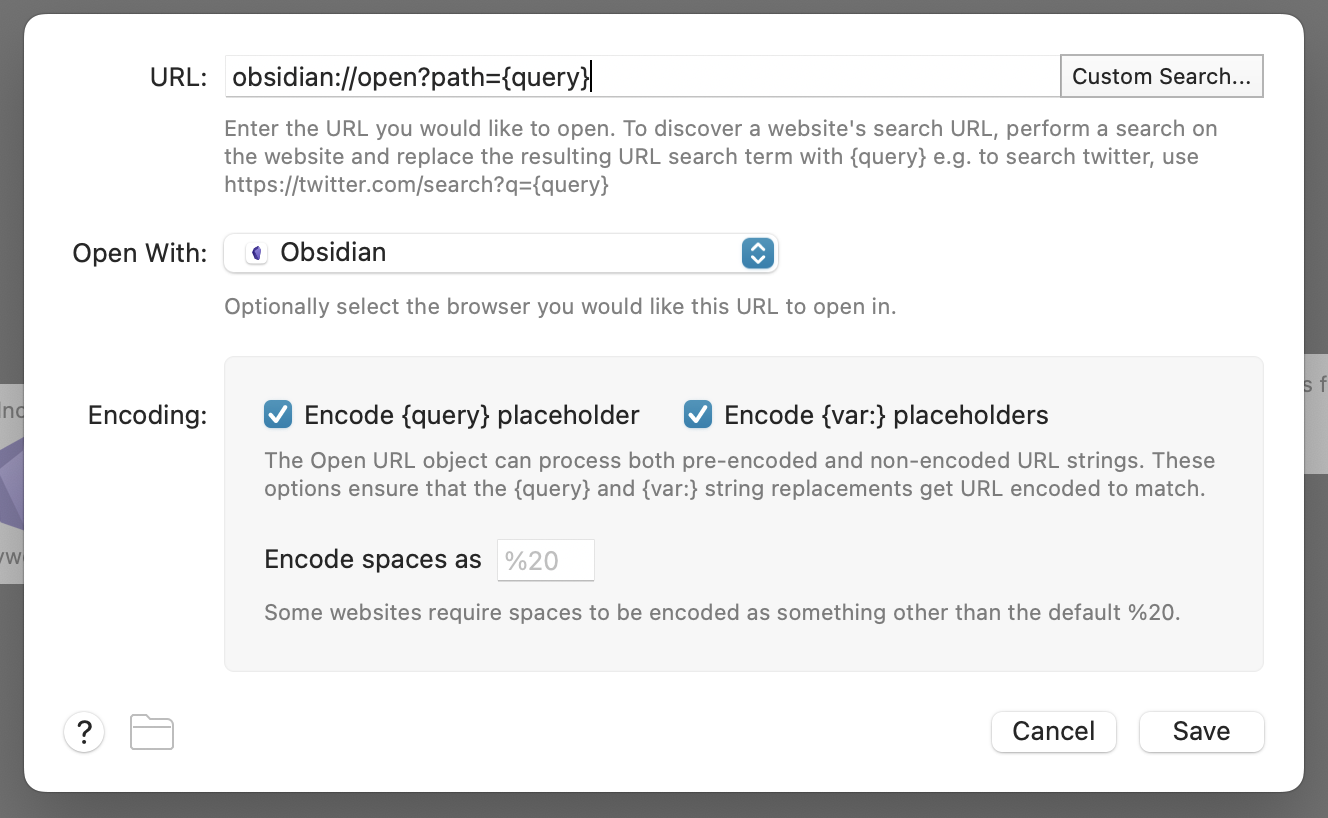 URL: obsidian://open?path={query} Custom Search...
Enter the URL you would like to open. To discover a website's search URL, perform a search on
the website and replace the resulting URL search term with {query} e.g. to search twitter, use
https://twitter.com/search?q={query}
Open With: Obsidian
Optionally select the browser you would like this URL to open in.
Encoding: Encode {query} placeholder Encode {var:} placeholders
The Open URL object can process both pre-encoded and non-encoded URL strings. These
options ensure that the {query} and {var:} string replacements get URL encoded to match.
Encode spaces as %20
Some websites require spaces to be encoded as something other than the default %20.
? Cancel Save